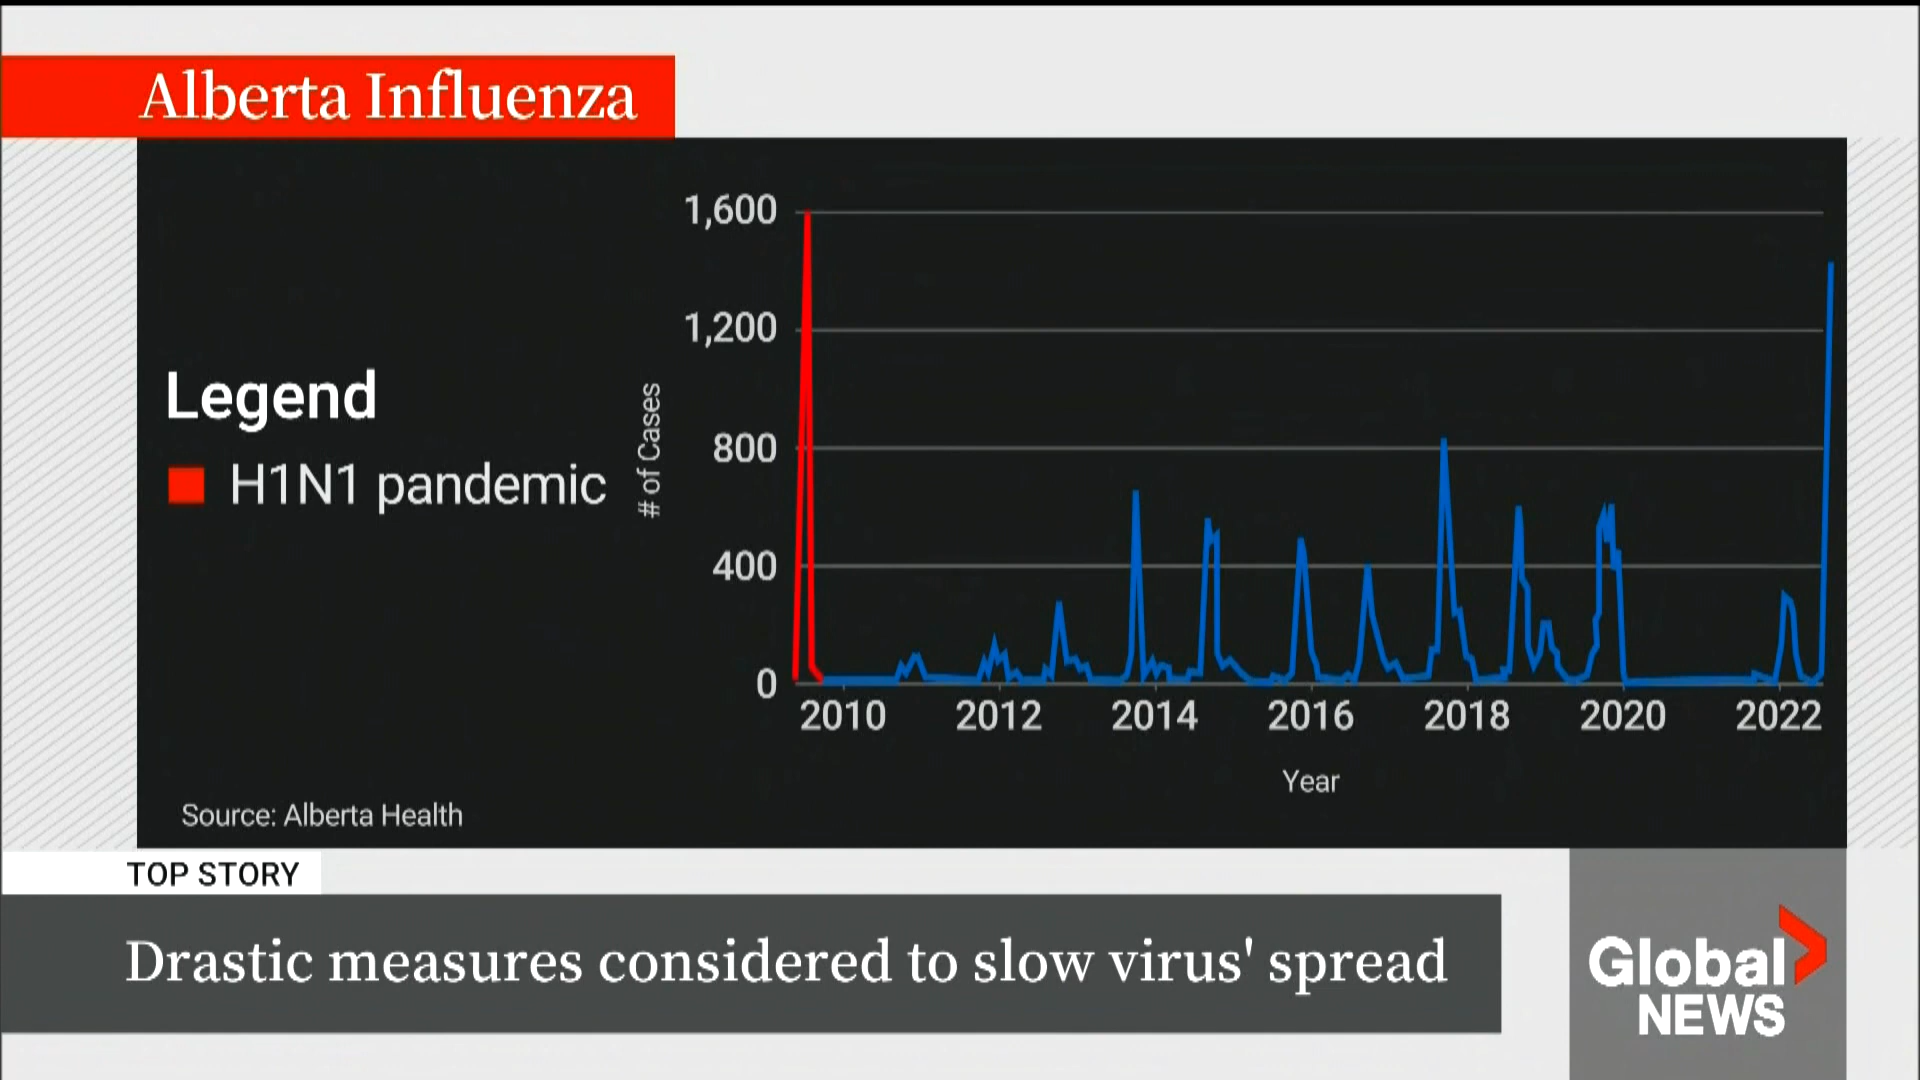 Alberta Influenza
1,600
1,200
800
400
0
# of Cases
Legend
H1N1 pandemic
2010 2012 2014 2016 2018 2020 2022
Year
Source: Alberta Health
TOP STORY
Drastic measures considered to slow virus' spread
Global
NEWS